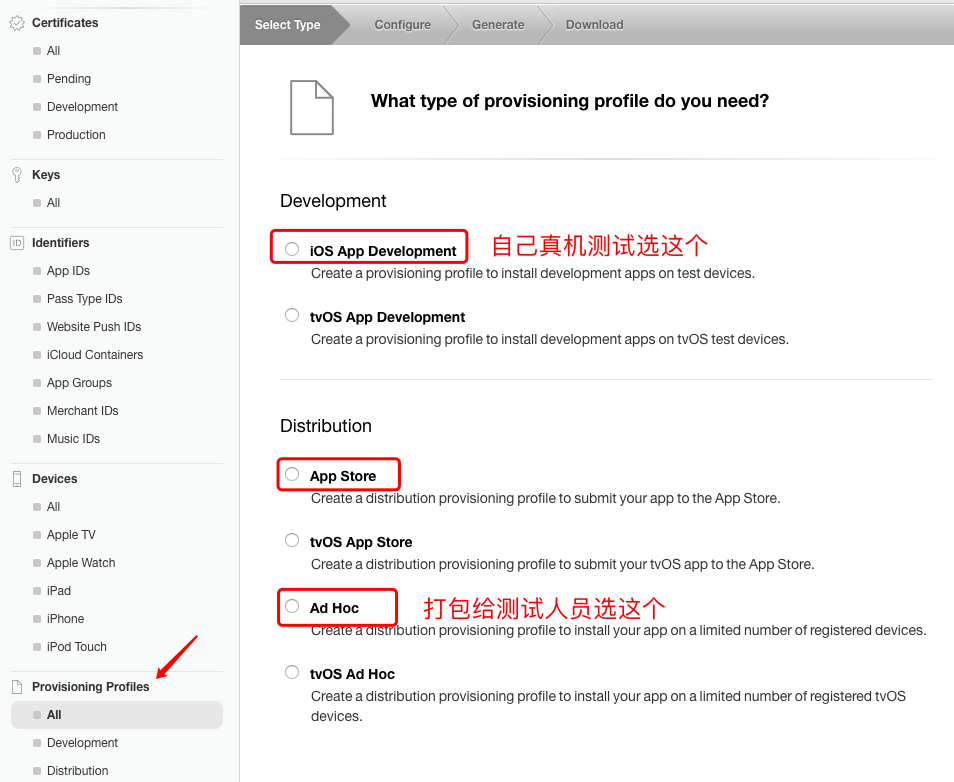 Certificates
All
Pending
Development
Production
Keys
All
ID
Identifiers
App IDs
Pass Type IDs
Website Push IDs
iCloud Containers
App Groups
Merchant IDs
Music IDs
Devices
All
Apple TV
Apple Watch
iPad
iPhone
iPod Touch
Provisioning Profiles
All
Development
Distribution
Select Type
Configure
Generate
Download
What type of provisioning profile do you need?
Development
iOS App Development
自己真机测试选这个
Create a provisioning profile to install development apps on test devices.
tvOS App Development
Create a provisioning profile to install development apps on tvOS test devices.
Distribution
App Store
Create a distribution provisioning profile to submit your app to the App Store.
tvOS App Store
Create a distribution provisioning profile to submit your tvOS app to the App Store.
Ad Hoc
打包给测试人员选这个
Create a distribution provisioning profile to install your app on a limited number of registered devices.
tvOS Ad Hoc
Create a distribution provisioning profile to install your app on a limited number of registered tvOS
devices.